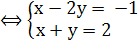 ⇔ { x − 2y = −1
x + y = 2